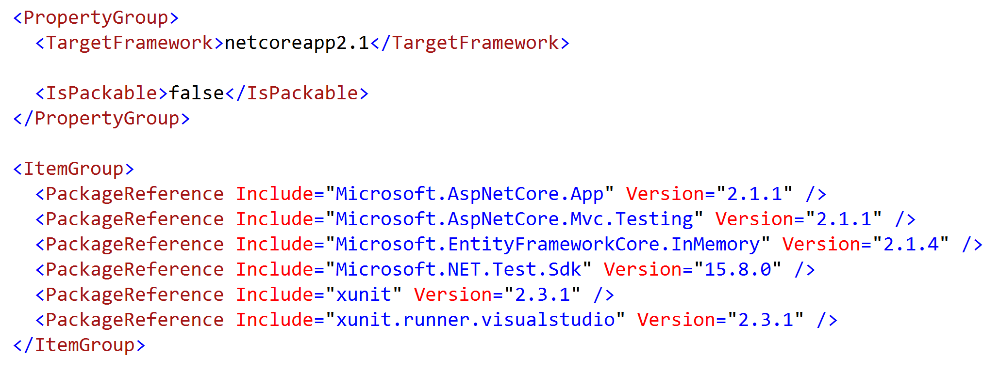 <PropertyGroup>
  <TargetFramework>netcoreapp2.1</TargetFramework>

  <IsPackable>false</IsPackable>
</PropertyGroup>

<ItemGroup>
  <PackageReference Include="Microsoft.AspNetCore.App" Version="2.1.1" />
  <PackageReference Include="Microsoft.AspNetCore.Mvc.Testing" Version="2.1.1" />
  <PackageReference Include="Microsoft.EntityFrameworkCore.InMemory" Version="2.1.4" />
  <PackageReference Include="Microsoft.NET.Test.Sdk" Version="15.8.0" />
  <PackageReference Include="xunit" Version="2.3.1" />
  <PackageReference Include="xunit.runner.visualstudio" Version="2.3.1" />
</ItemGroup>